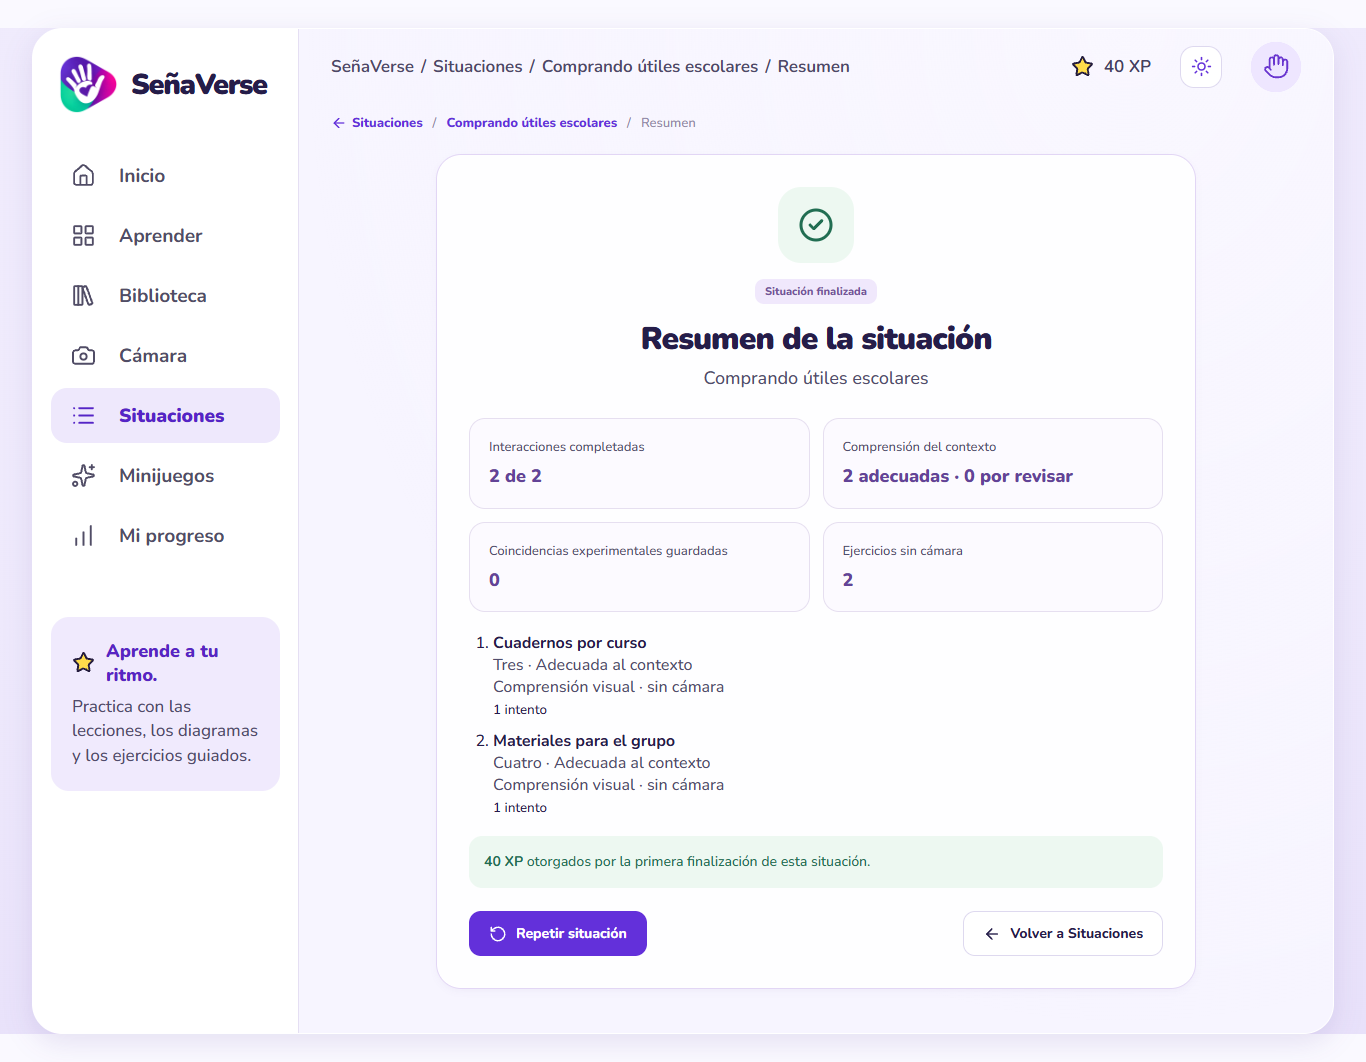 SeñaVerse
Inicio
Aprender
Biblioteca
Cámara
Situaciones
Minijuegos
Mi progreso
Aprende a tu
ritmo.
Practica con las
lecciones, los diagramas
y los ejercicios guiados.
SeñaVerse / Situaciones / Comprando útiles escolares / Resumen
40 XP
Situaciones / Comprando útiles escolares / Resumen
Situación finalizada
Resumen de la situación
Comprando útiles escolares
Interacciones completadas
2 de 2
Comprensión del contexto
2 adecuadas · 0 por revisar
Coincidencias experimentales guardadas
0
Ejercicios sin cámara
2
1. Cuadernos por curso
Tres · Adecuada al contexto
Comprensión visual · sin cámara
1 intento
2. Materiales para el grupo
Cuatro · Adecuada al contexto
Comprensión visual · sin cámara
1 intento
40 XP otorgados por la primera finalización de esta situación.
Repetir situación
Volver a Situaciones